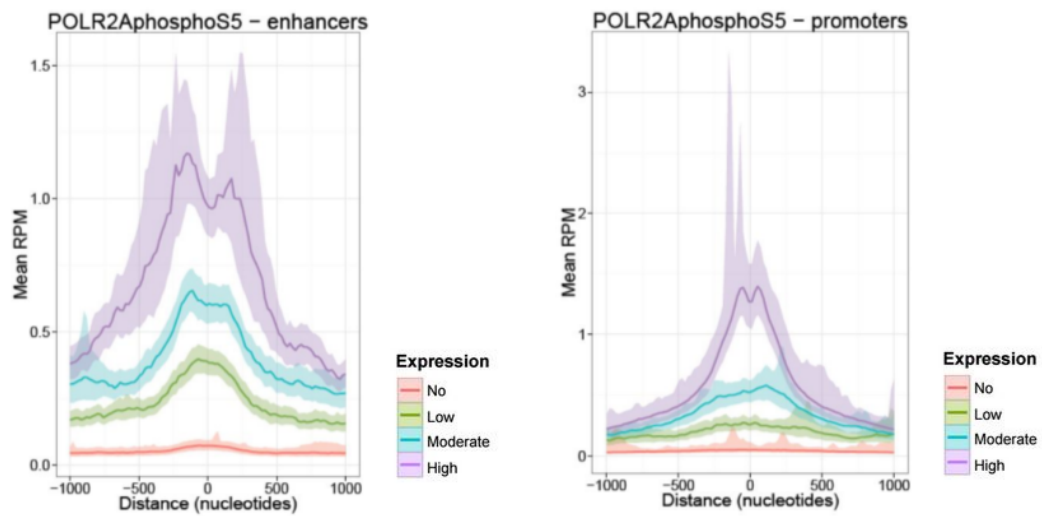 POLR2AphosphoS5 − enhancers
1.5
1.0
0.5
0.0
Mean RPM
−1000 −500 0 500 1000
Distance (nucleotides)
Expression
No
Low
Moderate
High
POLR2AphosphoS5 − promoters
3
2
1
0
Mean RPM
−1000 −500 0 500 1000
Distance (nucleotides)
Expression
No
Low
Moderate
High